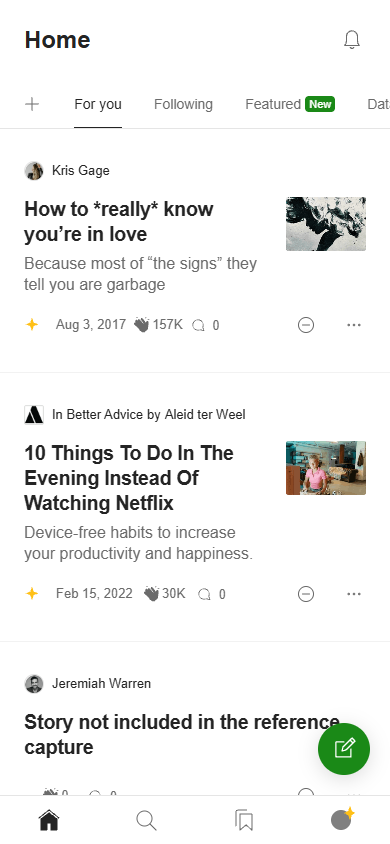 Home
For you
Following
Featured New
Dat
Kris Gage
How to *really* know
you’re in love
Because most of “the signs” they
tell you are garbage
Aug 3, 2017 157K 0
In Better Advice by Aleid ter Weel
10 Things To Do In The
Evening Instead Of
Watching Netflix
Device-free habits to increase
your productivity and happiness.
Feb 15, 2022 30K 0
Jeremiah Warren
Story not included in the reference
capture
0 0